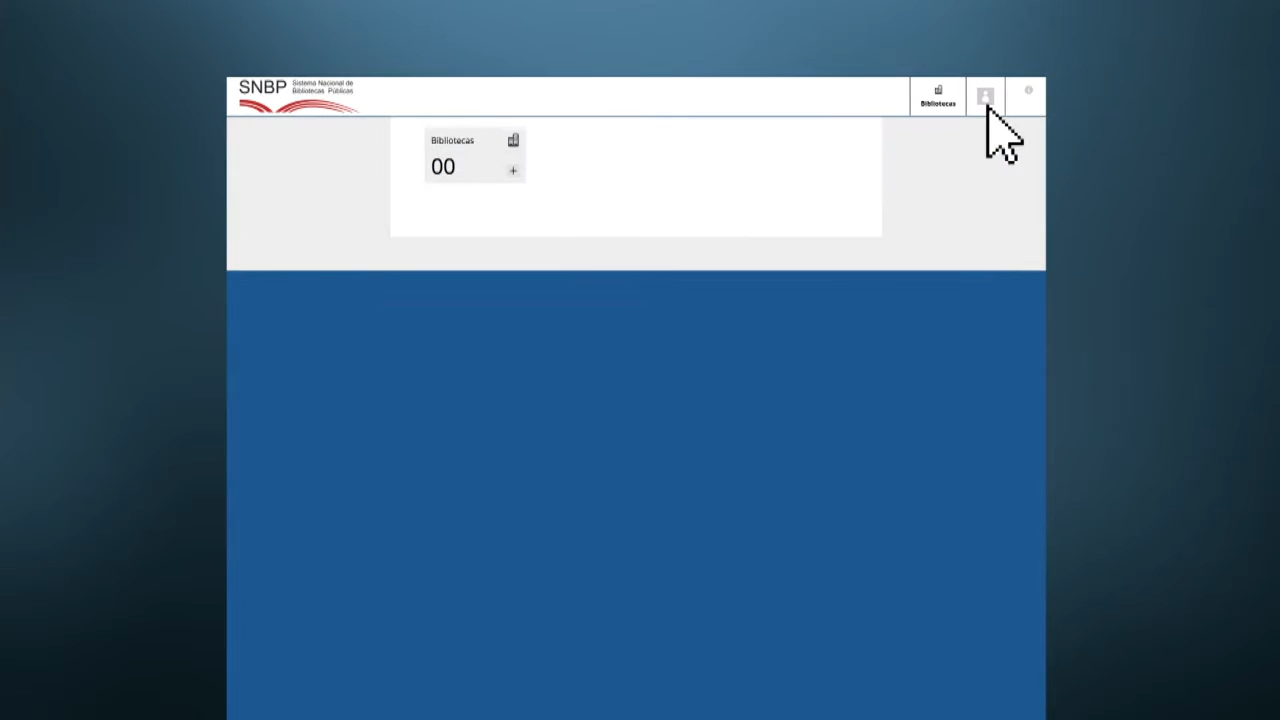 SNBP
Sistema Nacional de
Bibliotecas Públicas
Bibliotecas
Bibliotecas
00
+